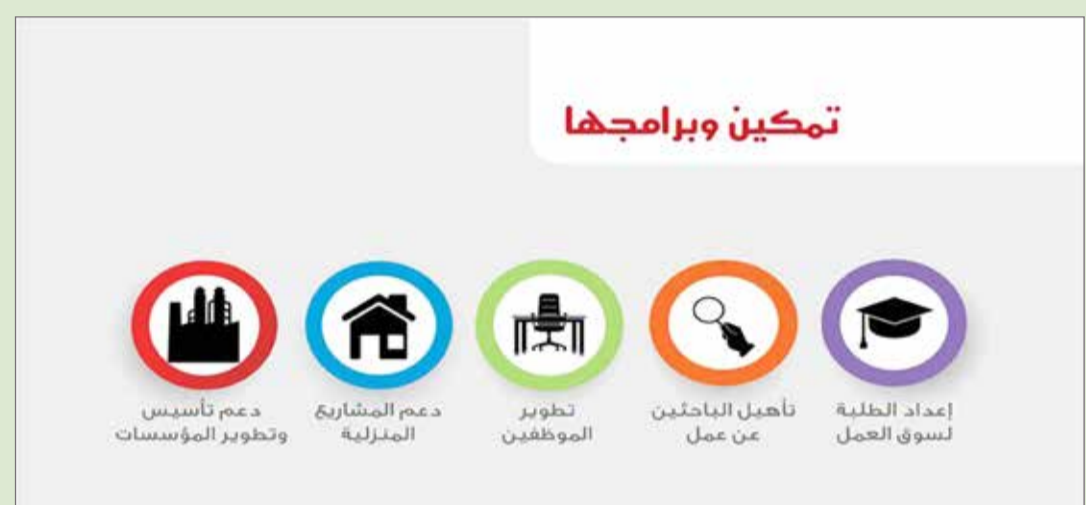 تمكين وبرامجها
إعداد الطلبة
لسوق العمل
تأهيل الباحثين
عن عمل
تطوير
الموظفين
دعم المشاريع
المنزلية
دعم تأسيس
وتطوير المؤسسات